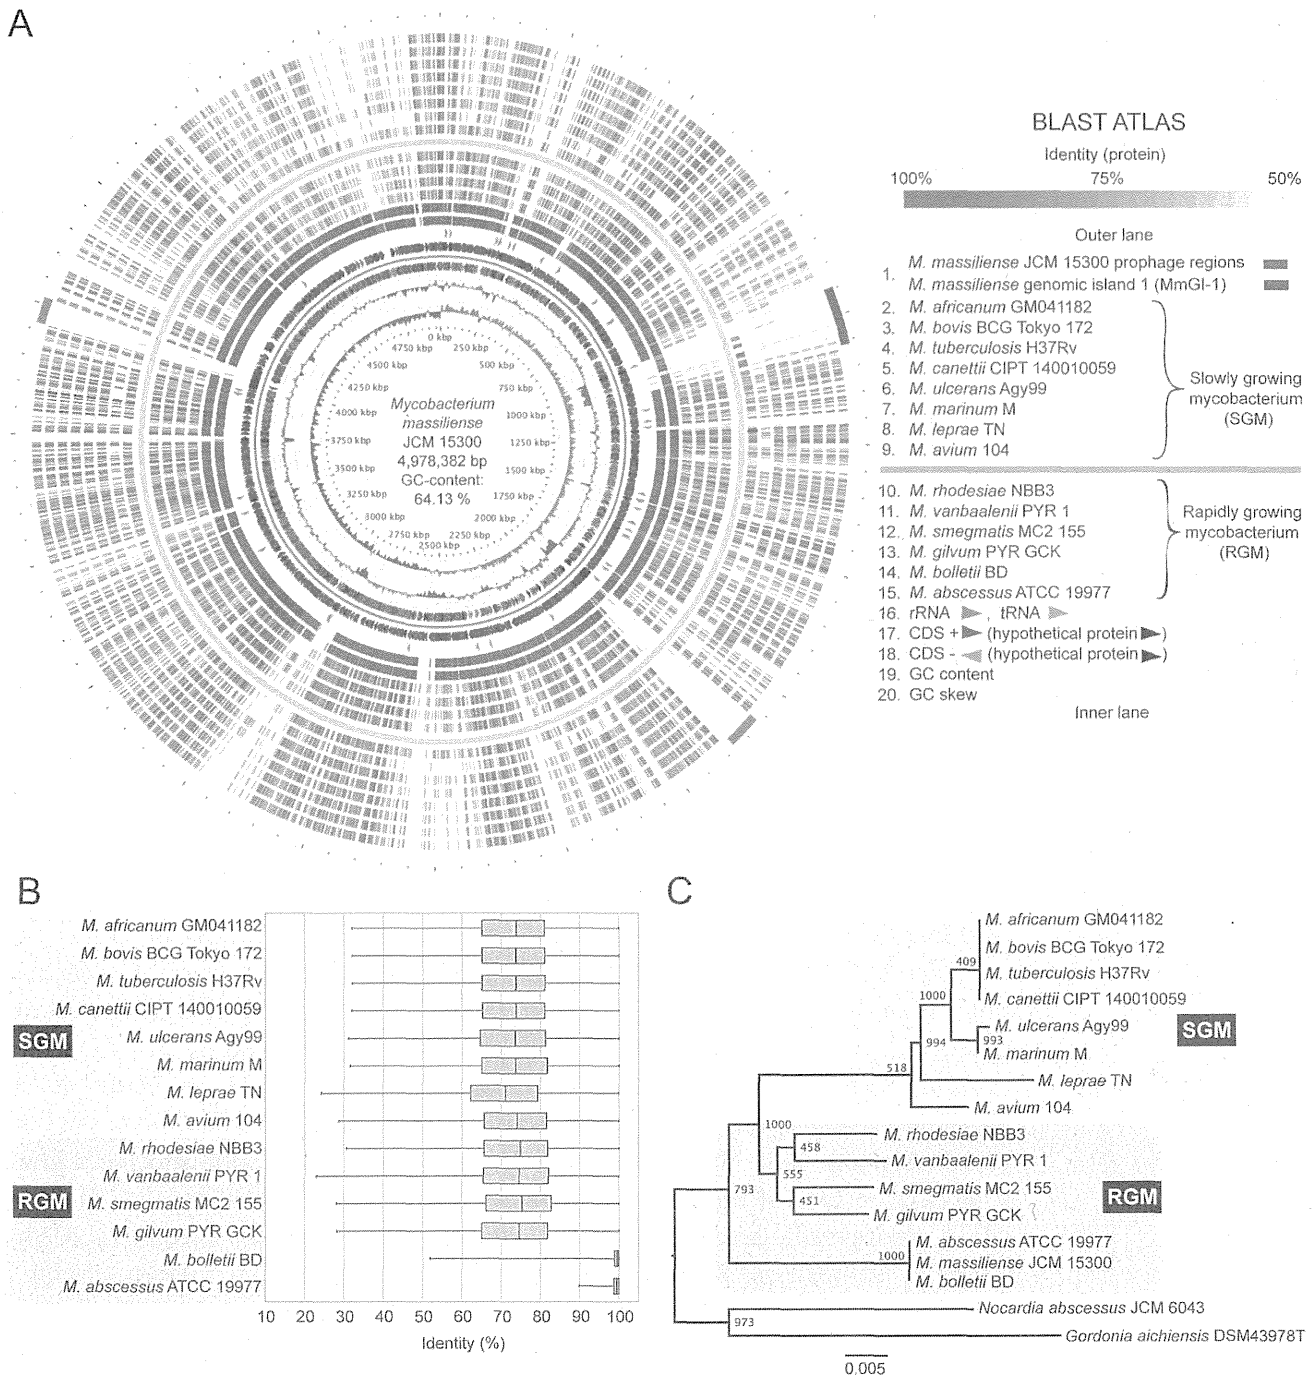 A
BLAST ATLAS
Identity (protein)
100% 75% 50%
Outer lane
1. M. massiliense JCM 15300 prophage regions
M. massiliense genomic island 1 (MmGI-1)
2. M. africanum GM041182
3. M. bovis BCG Tokyo 172
4. M. tuberculosis H37Rv
5. M. canettii CIPT 140010059
6. M. ulcerans Agy99
7. M. marinum M
8. M. leprae TN
9. M. avium 104
Slowly growing
mycobacterium
(SGM)
10. M. rhodesiae NBB3
11. M. vanbaalenii PYR 1
12. M. smegmatis MC2 155
13. M. gilvum PYR GCK
14. M. bolletii BD
15. M. abscessus ATCC 19977
Rapidly growing
mycobacterium
(RGM)
16. rRNA , tRNA
17. CDS + (hypothetical protein )
18. CDS - (hypothetical protein )
19. GC content
20. GC skew
Inner lane
0 kbp
250 kbp
500 kbp
750 kbp
1000 kbp
1250 kbp
1500 kbp
1750 kbp
2000 kbp
2250 kbp
2500 kbp
2750 kbp
3000 kbp
3250 kbp
3500 kbp
3750 kbp
4000 kbp
4250 kbp
4500 kbp
4750 kbp
Mycobacterium
massiliense
JCM 15300
4,978,382 bp
GC-content:
64.13 %
B
M. africanum GM041182
M. bovis BCG Tokyo 172
M. tuberculosis H37Rv
M. canettii CIPT 140010059
M. ulcerans Agy99
M. marinum M
M. leprae TN
M. avium 104
M. rhodesiae NBB3
M. vanbaalenii PYR 1
M. smegmatis MC2 155
M. gilvum PYR GCK
M. bolletii BD
M. abscessus ATCC 19977
SGM
RGM
10 20 30 40 50 60 70 80 90 100
Identity (%)
C
M. africanum GM041182
M. bovis BCG Tokyo 172
409
M. tuberculosis H37Rv
M. canettii CIPT 140010059
1000
M. ulcerans Agy99
SGM
994
993
M. marinum M
518
M. leprae TN
M. avium 104
1000
M. rhodesiae NBB3
458
M. vanbaalenii PYR 1
555
M. smegmatis MC2 155
793
RGM
451
M. gilvum PYR GCK
M. abscessus ATCC 19977
1000
M. massiliense JCM 15300
M. bolletii BD
Nocardia abscessus JCM 6043
973
Gordonia aichiensis DSM43978T
0.005